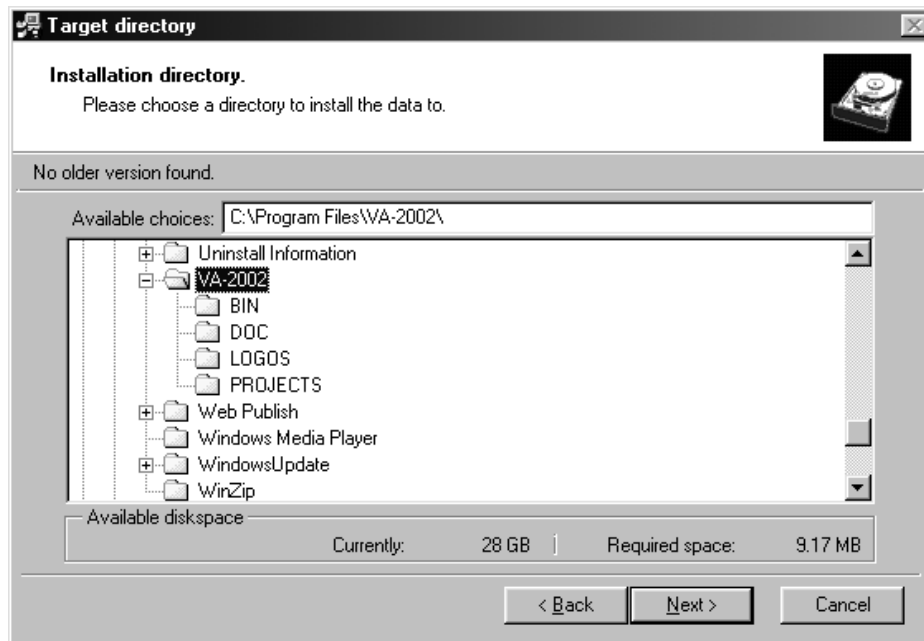 Target directory
Installation directory.
Please choose a directory to install the data to.
No older version found.
Available choices: C:\Program Files\VA-2002\
Uninstall Information
VA-2002
BIN
DOC
LOGOS
PROJECTS
Web Publish
Windows Media Player
WindowsUpdate
WinZip
Available diskspace
Currently: 28 GB Required space: 9.17 MB
< Back Next > Cancel